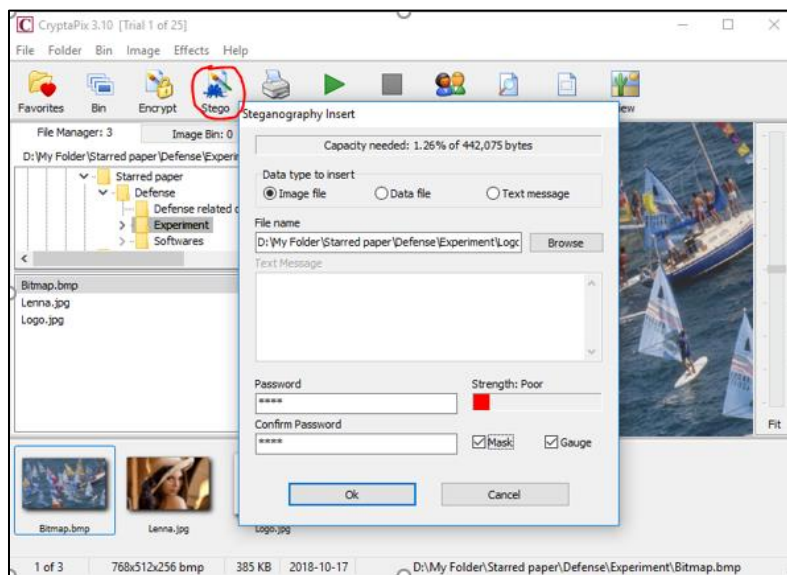 CryptaPix 3.10 [Trial 1 of 25]
File Folder Bin Image Effects Help
Favorites Bin Encrypt Stego
File Manager: 3 Image Bin: 0
D:\My Folder\Starred paper\Defense\Experi
Starred paper
Defense
Defense related
Experiment
Softwares
Bitmap.bmp
Lenna.jpg
Logo.jpg
Steganography Insert
Capacity needed: 1.26% of 442,075 bytes
Data type to insert
Image file Data file Text message
File name
D:\My Folder\Starred paper\Defense\Experiment\Logo
Browse
Text Message
Password Strength: Poor
****
Confirm Password
****
Mask Gauge
Ok Cancel
Fit
Bitmap.bmp Lenna.jpg Logo.jpg
1 of 3 768x512x256 bmp 385 KB 2018-10-17 D:\My Folder\Starred paper\Defense\Experiment\Bitmap.bmp